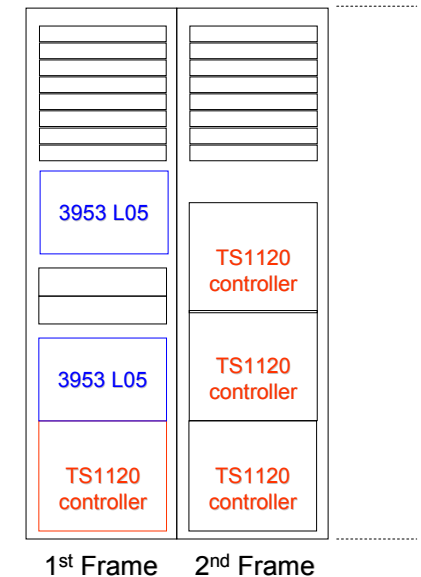 3953 L05
3953 L05
TS1120
controller
TS1120
controller
TS1120
controller
TS1120
controller
1st Frame
2nd Frame